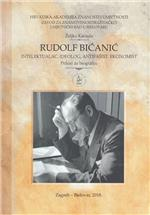 HRVATSKA AKADEMIJA ZNANOSTI I UMJETNOSTI
ZAVOD ZA ZNANSTVENOISTRAŽIVAČKI
I UMJETNIČKI RAD U BJELOVARU
Željko Karaula
RUDOLF BIĆANIĆ
INTELEKTUALAC, IDEOLOG, ANTIFAŠIST, EKONOMIST
Prilozi za biografiju
Zagreb – Bjelovar, 2018.